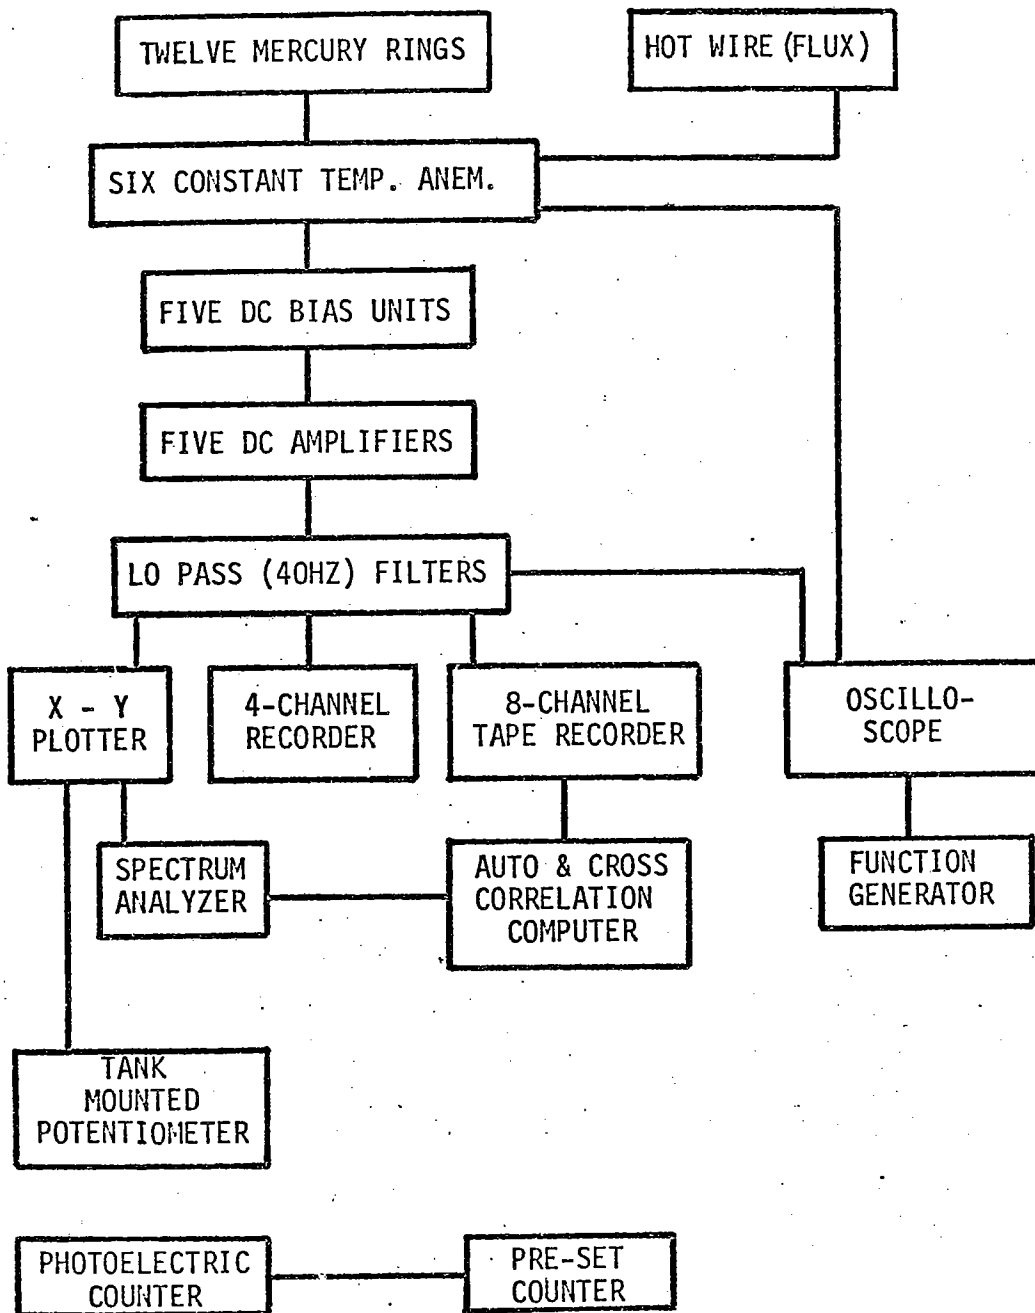 TWELVE MERCURY RINGS
HOT WIRE (FLUX)
SIX CONSTANT TEMP. ANEM.
FIVE DC BIAS UNITS
FIVE DC AMPLIFIERS
LO PASS (40HZ) FILTERS
X - Y
PLOTTER
4-CHANNEL
RECORDER
8-CHANNEL
TAPE RECORDER
OSCILLO-
SCOPE
SPECTRUM
ANALYZER
AUTO & CROSS
CORRELATION
COMPUTER
FUNCTION
GENERATOR
TANK
MOUNTED
POTENTIOMETER
PHOTOELECTRIC
COUNTER
PRE-SET
COUNTER